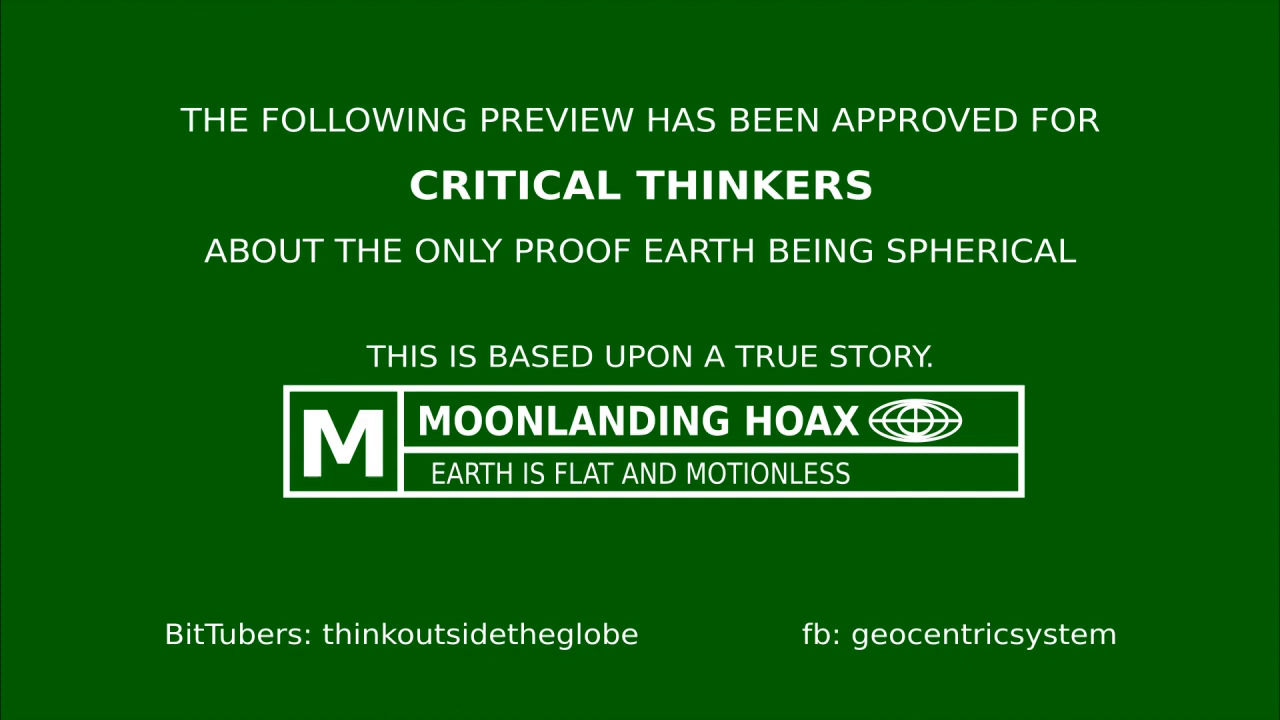 THE FOLLOWING PREVIEW HAS BEEN APPROVED FOR
CRITICAL THINKERS
ABOUT THE ONLY PROOF EARTH BEING SPHERICAL
THIS IS BASED UPON A TRUE STORY.
M
MOONLANDING HOAX
EARTH IS FLAT AND MOTIONLESS
BitTubers: thinkoutsidetheglobe
fb: geocentricsystem